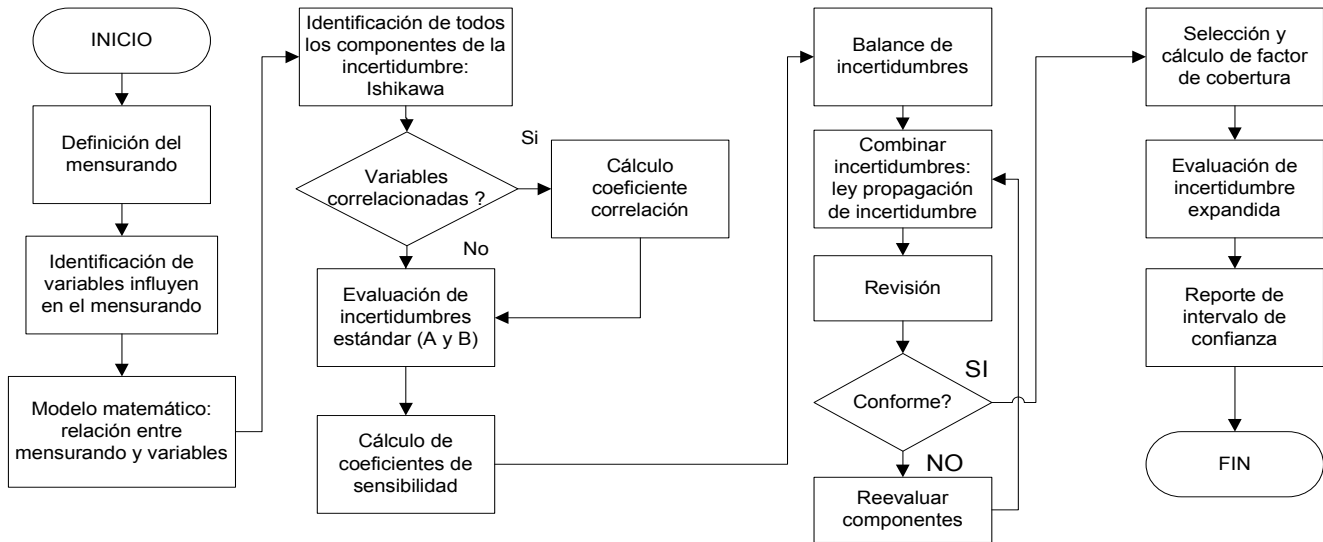 INICIO
Definición del
mensurando
Identificación de
variables influyen
en el mensurando
Modelo matemático:
relación entre
mensurando y variables
Identificación de todos
los componentes de la
incertidumbre:
Ishikawa
Variables
correlacionadas ?
Si
Cálculo
coeficiente
correlación
No
Evaluación de
incertidumbres
estándar (A y B)
Cálculo de
coeficientes de
sensibilidad
Balance de
incertidumbres
Combinar
incertidumbres:
ley propagación
de incertidumbre
Revisión
Conforme?
SI
NO
Reevaluar
componentes
Selección y
cálculo de factor
de cobertura
Evaluación de
incertidumbre
expandida
Reporte de
intervalo de
confianza
FIN